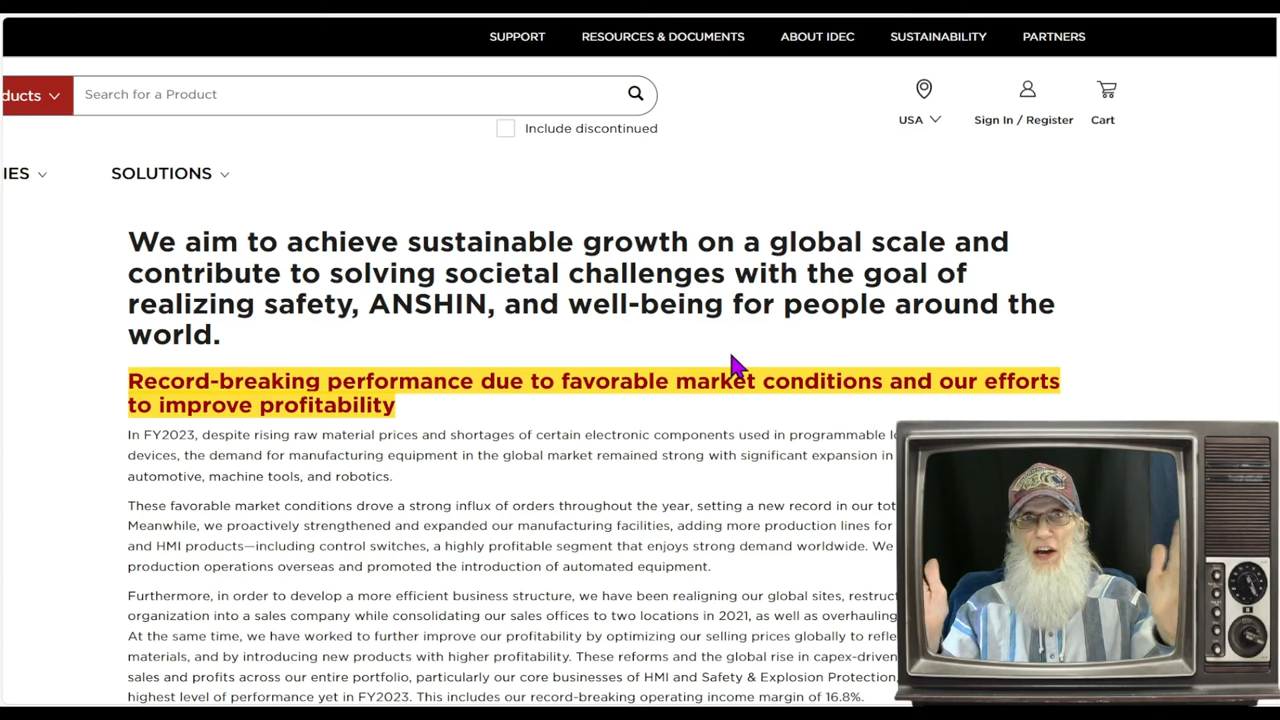 SUPPORT RESOURCES & DOCUMENTS ABOUT IDEC SUSTAINABILITY PARTNERS
ducts Search for a Product
USA Sign In / Register Cart
Include discontinued
IES SOLUTIONS
We aim to achieve sustainable growth on a global scale and
contribute to solving societal challenges with the goal of
realizing safety, ANSHIN, and well-being for people around the
world.
Record-breaking performance due to favorable market conditions and our efforts
to improve profitability
In FY2023, despite rising raw material prices and shortages of certain electronic components used in programmable lo
devices, the demand for manufacturing equipment in the global market remained strong with significant expansion in
automotive, machine tools, and robotics.
These favorable market conditions drove a strong influx of orders throughout the year, setting a new record in our tot
Meanwhile, we proactively strengthened and expanded our manufacturing facilities, adding more production lines for
and HMI products—including control switches, a highly profitable segment that enjoys strong demand worldwide. We
production operations overseas and promoted the introduction of automated equipment.
Furthermore, in order to develop a more efficient business structure, we have been realigning our global sites, restruct
organization into a sales company while consolidating our sales offices to two locations in 2021, as well as overhauling
At the same time, we have worked to further improve our profitability by optimizing our selling prices globally to refle
materials, and by introducing new products with higher profitability. These reforms and the global rise in capex-driven
sales and profits across our entire portfolio, particularly our core businesses of HMI and Safety & Explosion Protection,
highest level of performance yet in FY2023. This includes our record-breaking operating income margin of 16.8%.